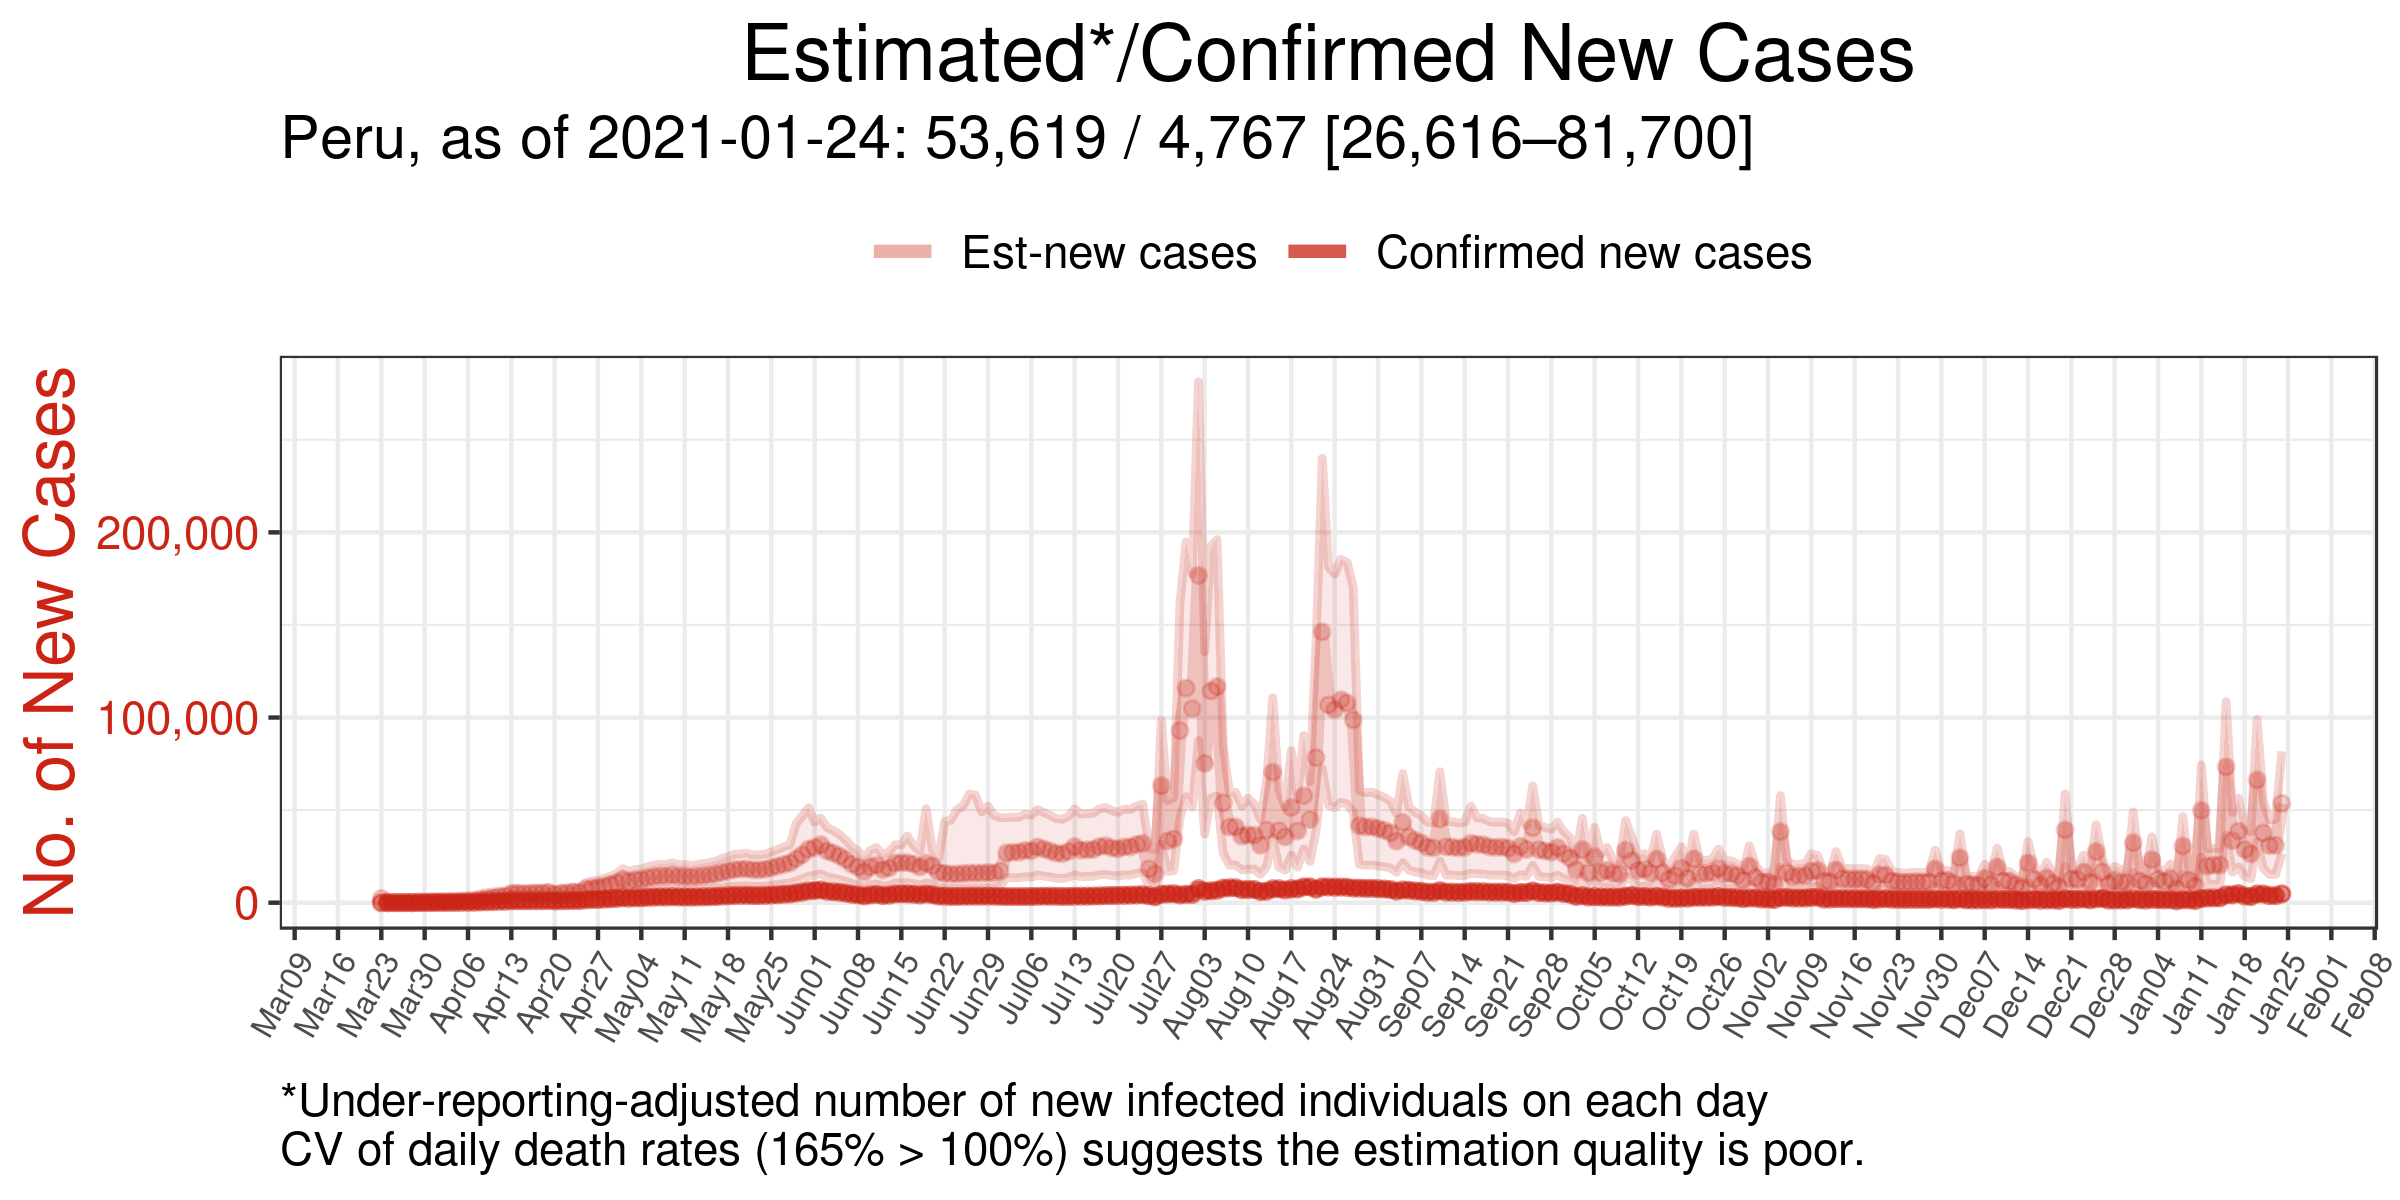 Estimated*/Confirmed New Cases
Peru, as of 2021-01-24: 53,619 / 4,767 [26,616–81,700]
Est-new cases
Confirmed new cases
No. of New Cases
200,000
100,000
0
Mar09
Mar16
Mar23
Mar30
Apr06
Apr13
Apr20
Apr27
May04
May11
May18
May25
Jun01
Jun08
Jun15
Jun22
Jun29
Jul06
Jul13
Jul20
Jul27
Aug03
Aug10
Aug17
Aug24
Aug31
Sep07
Sep14
Sep21
Sep28
Oct05
Oct12
Oct19
Oct26
Nov02
Nov09
Nov16
Nov23
Nov30
Dec07
Dec14
Dec21
Dec28
Jan04
Jan11
Jan18
Jan25
Feb01
Feb08
*Under-reporting-adjusted number of new infected individuals on each day
CV of daily death rates (165% > 100%) suggests the estimation quality is poor.